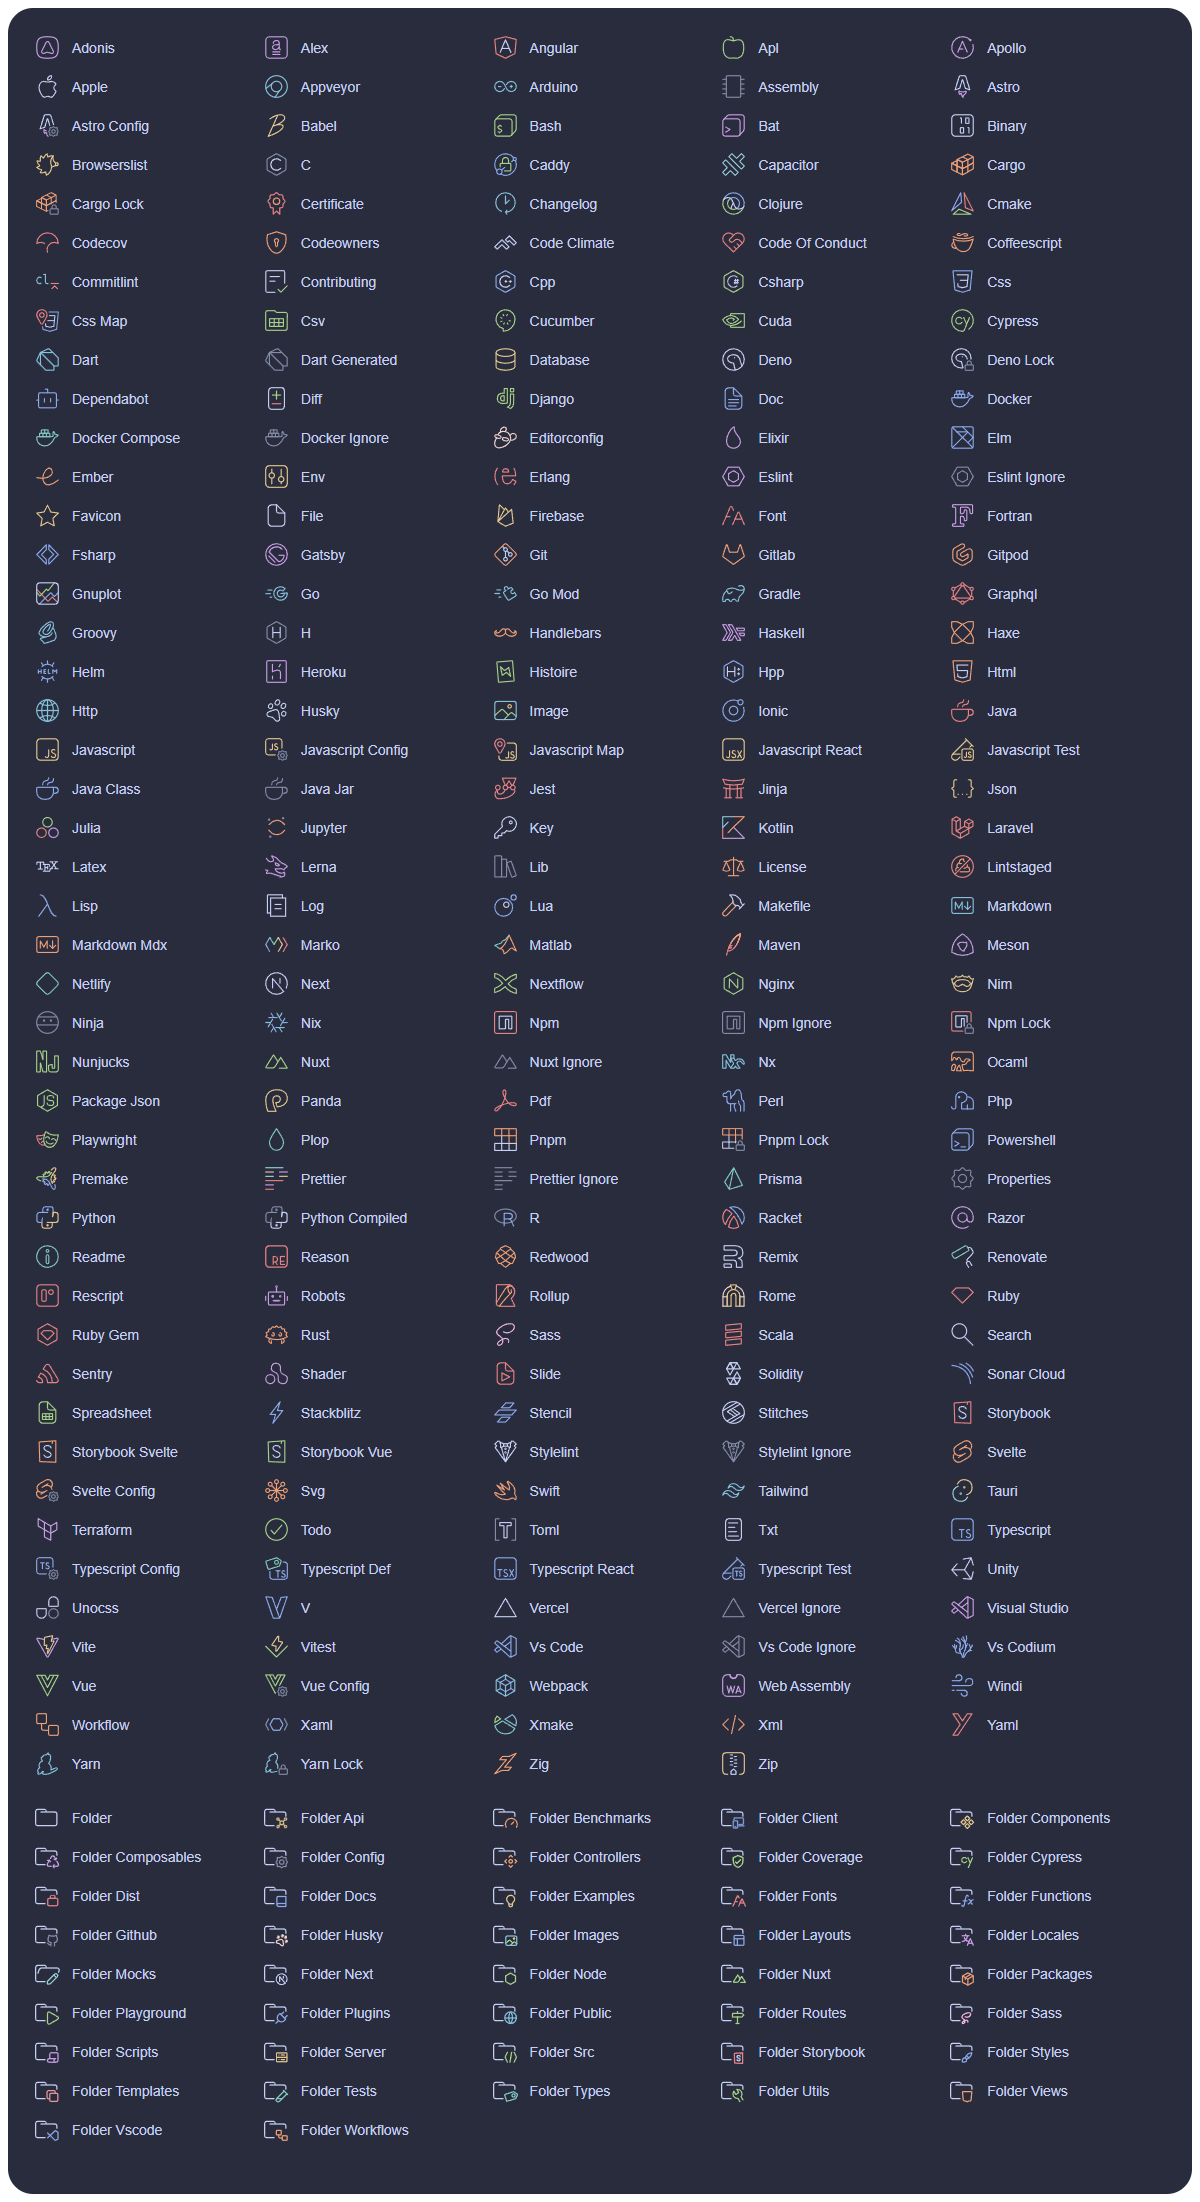 Adonis Alex Angular Apl Apollo
Apple Appveyor Arduino Assembly Astro
Astro Config Babel Bash Bat Binary
Browserslist C Caddy Capacitor Cargo
Cargo Lock Certificate Changelog Clojure Cmake
Codecov Codeowners Code Climate Code Of Conduct Coffeescript
Commitlint Contributing Cpp Csharp Css
Css Map Csv Cucumber Cuda Cypress
Dart Dart Generated Database Deno Deno Lock
Dependabot Diff Django Doc Docker
Docker Compose Docker Ignore Editorconfig Elixir Elm
Ember Env Erlang Eslint Eslint Ignore
Favicon File Firebase Font Fortran
Fsharp Gatsby Git Gitlab Gitpod
Gnuplot Go Go Mod Gradle Graphql
Groovy H Handlebars Haskell Haxe
Helm Heroku Histoire Hpp Html
Http Husky Image Ionic Java
Javascript Javascript Config Javascript Map Javascript React Javascript Test
Java Class Java Jar Jest Jinja Json
Julia Jupyter Key Kotlin Laravel
Latex Lerna Lib License Lintstaged
Lisp Log Lua Makefile Markdown
Markdown Mdx Marko Matlab Maven Meson
Netlify Next Nextflow Nginx Nim
Ninja Nix Npm Npm Ignore Npm Lock
Nunjucks Nuxt Nuxt Ignore Nx Ocaml
Package Json Panda Pdf Perl Php
Playwright Plop Pnpm Pnpm Lock Powershell
Premake Prettier Prettier Ignore Prisma Properties
Python Python Compiled R Racket Razor
Readme Reason Redwood Remix Renovate
Rescript Robots Rollup Rome Ruby
Ruby Gem Rust Sass Scala Search
Sentry Shader Slide Solidity Sonar Cloud
Spreadsheet Stackblitz Stencil Stitches Storybook
Storybook Svelte Storybook Vue Stylelint Stylelint Ignore Svelte
Svelte Config Svg Swift Tailwind Tauri
Terraform Todo Toml Txt Typescript
Typescript Config Typescript Def Typescript React Typescript Test Unity
Unocss V Vercel Vercel Ignore Visual Studio
Vite Vitest Vs Code Vs Code Ignore Vs Codium
Vue Vue Config Webpack Web Assembly Windi
Workflow Xaml Xmake Xml Yaml
Yarn Yarn Lock Zig Zip
Folder Folder Api Folder Benchmarks Folder Client Folder Components
Folder Composables Folder Config Folder Controllers Folder Coverage Folder Cypress
Folder Dist Folder Docs Folder Examples Folder Fonts Folder Functions
Folder Github Folder Husky Folder Images Folder Layouts Folder Locales
Folder Mocks Folder Next Folder Node Folder Nuxt Folder Packages
Folder Playground Folder Plugins Folder Public Folder Routes Folder Sass
Folder Scripts Folder Server Folder Src Folder Storybook Folder Styles
Folder Templates Folder Tests Folder Types Folder Utils Folder Views
Folder Vscode Folder Workflows